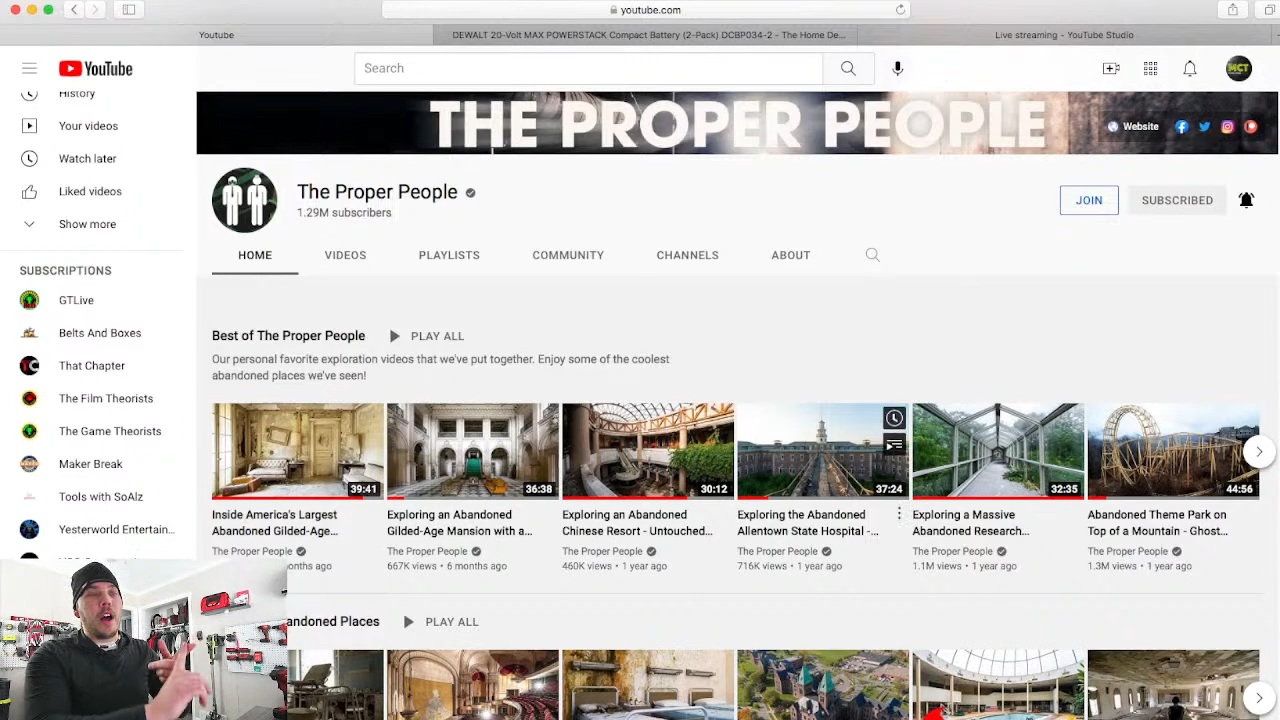 youtube.com
Youtube
DEWALT 20-Volt MAX POWERSTACK Compact Battery (2-Pack) DCBP034-2 - The Home De...
Live streaming - YouTube Studio
YouTube
Search
MCT
History
Your videos
Watch later
Liked videos
Show more
SUBSCRIPTIONS
GTLive
Belts And Boxes
That Chapter
The Film Theorists
The Game Theorists
Maker Break
Tools with SoAlz
Yesterworld Entertain...
THE PROPER PEOPLE
Website
The Proper People
1.29M subscribers
JOIN
SUBSCRIBED
HOME
VIDEOS
PLAYLISTS
COMMUNITY
CHANNELS
ABOUT
Best of The Proper People
PLAY ALL
Our personal favorite exploration videos that we've put together. Enjoy some of the coolest
abandoned places we've seen!
39:41
36:38
30:12
37:24
32:35
44:56
Inside America's Largest
Abandoned Gilded-Age...
The Proper People
months ago
Exploring an Abandoned
Gilded-Age Mansion with a...
The Proper People
667K views • 6 months ago
Exploring an Abandoned
Chinese Resort - Untouched...
The Proper People
460K views • 1 year ago
Exploring the Abandoned
Allentown State Hospital -...
The Proper People
716K views • 1 year ago
Exploring a Massive
Abandoned Research...
The Proper People
1.1M views • 1 year ago
Abandoned Theme Park on
Top of a Mountain - Ghost...
The Proper People
1.3M views • 1 year ago
andoned Places
PLAY ALL